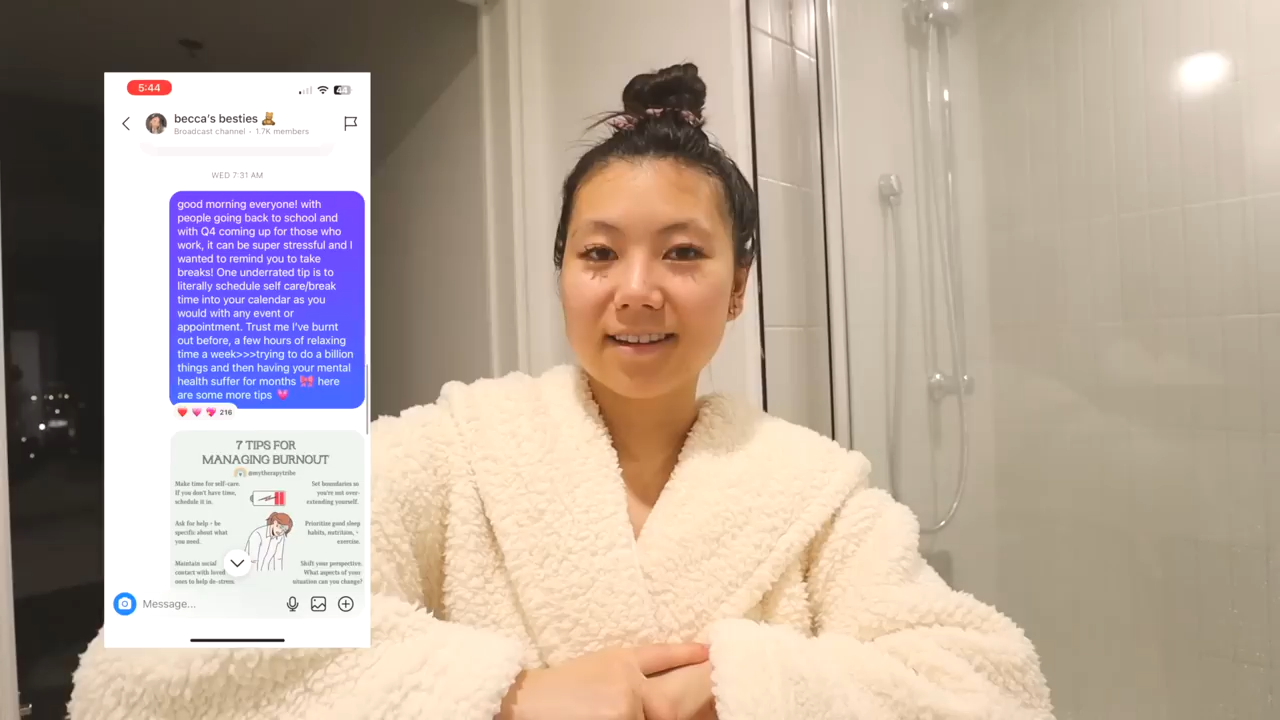 5:44
44
becca's besties 🧸
Broadcast channel · 1.7K members
WED 7:31 AM
good morning everyone! with
people going back to school and
with Q4 coming up for those who
work, it can be super stressful and I
wanted to remind you to take
breaks! One underrated tip is to
literally schedule self care/break
time into your calendar as you
would with any event or
appointment. Trust me I've burnt
out before, a few hours of relaxing
time a week>>>trying to do a billion
things and then having your mental
health suffer for months 🎀 here
are some more tips 💗
216
7 TIPS FOR
MANAGING BURNOUT
@mytherapytribe
Make time for self-care.
If you don't have time,
schedule it in.
Set boundaries so
you're not over-
extending yourself.
Ask for help + be
specific about what
you need.
Prioritize good sleep
habits, nutrition, +
exercise.
Maintain social
contact with loved
ones to help de-stress.
Shift your perspective.
What aspects of your
situation can you change?
Message...